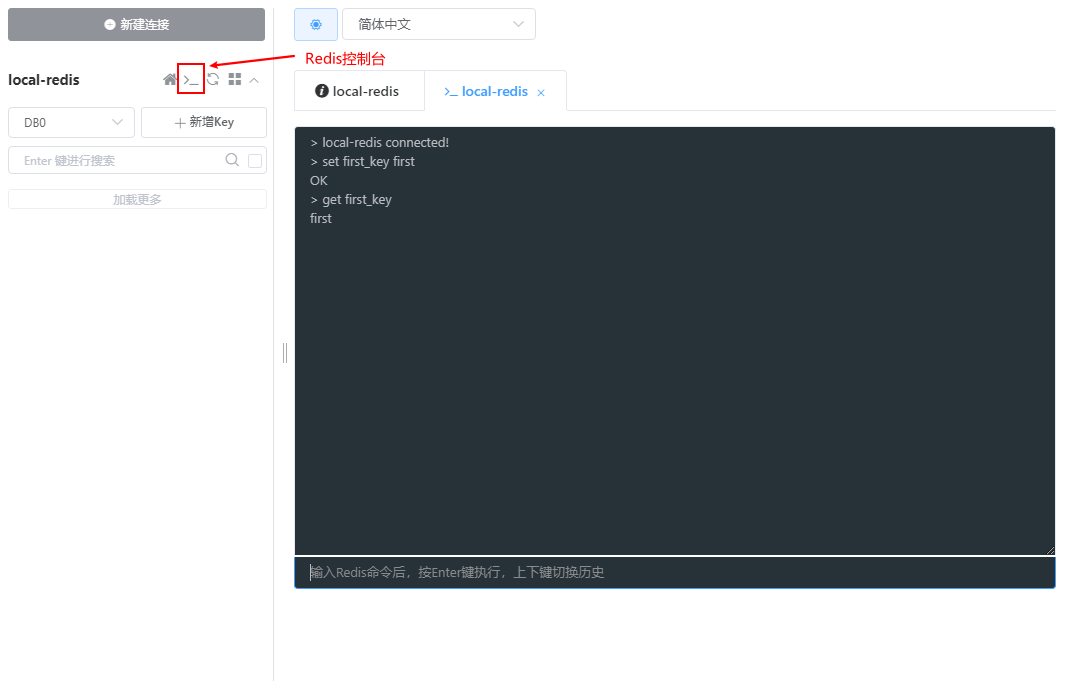 新建连接
简体中文
Redis控制台
local-redis
local-redis
>_ local-redis ×
DB0
新增Key
Enter 键进行搜索
加载更多
> local-redis connected!
> set first_key first
OK
> get first_key
first
输入Redis命令后，按Enter键执行，上下键切换历史